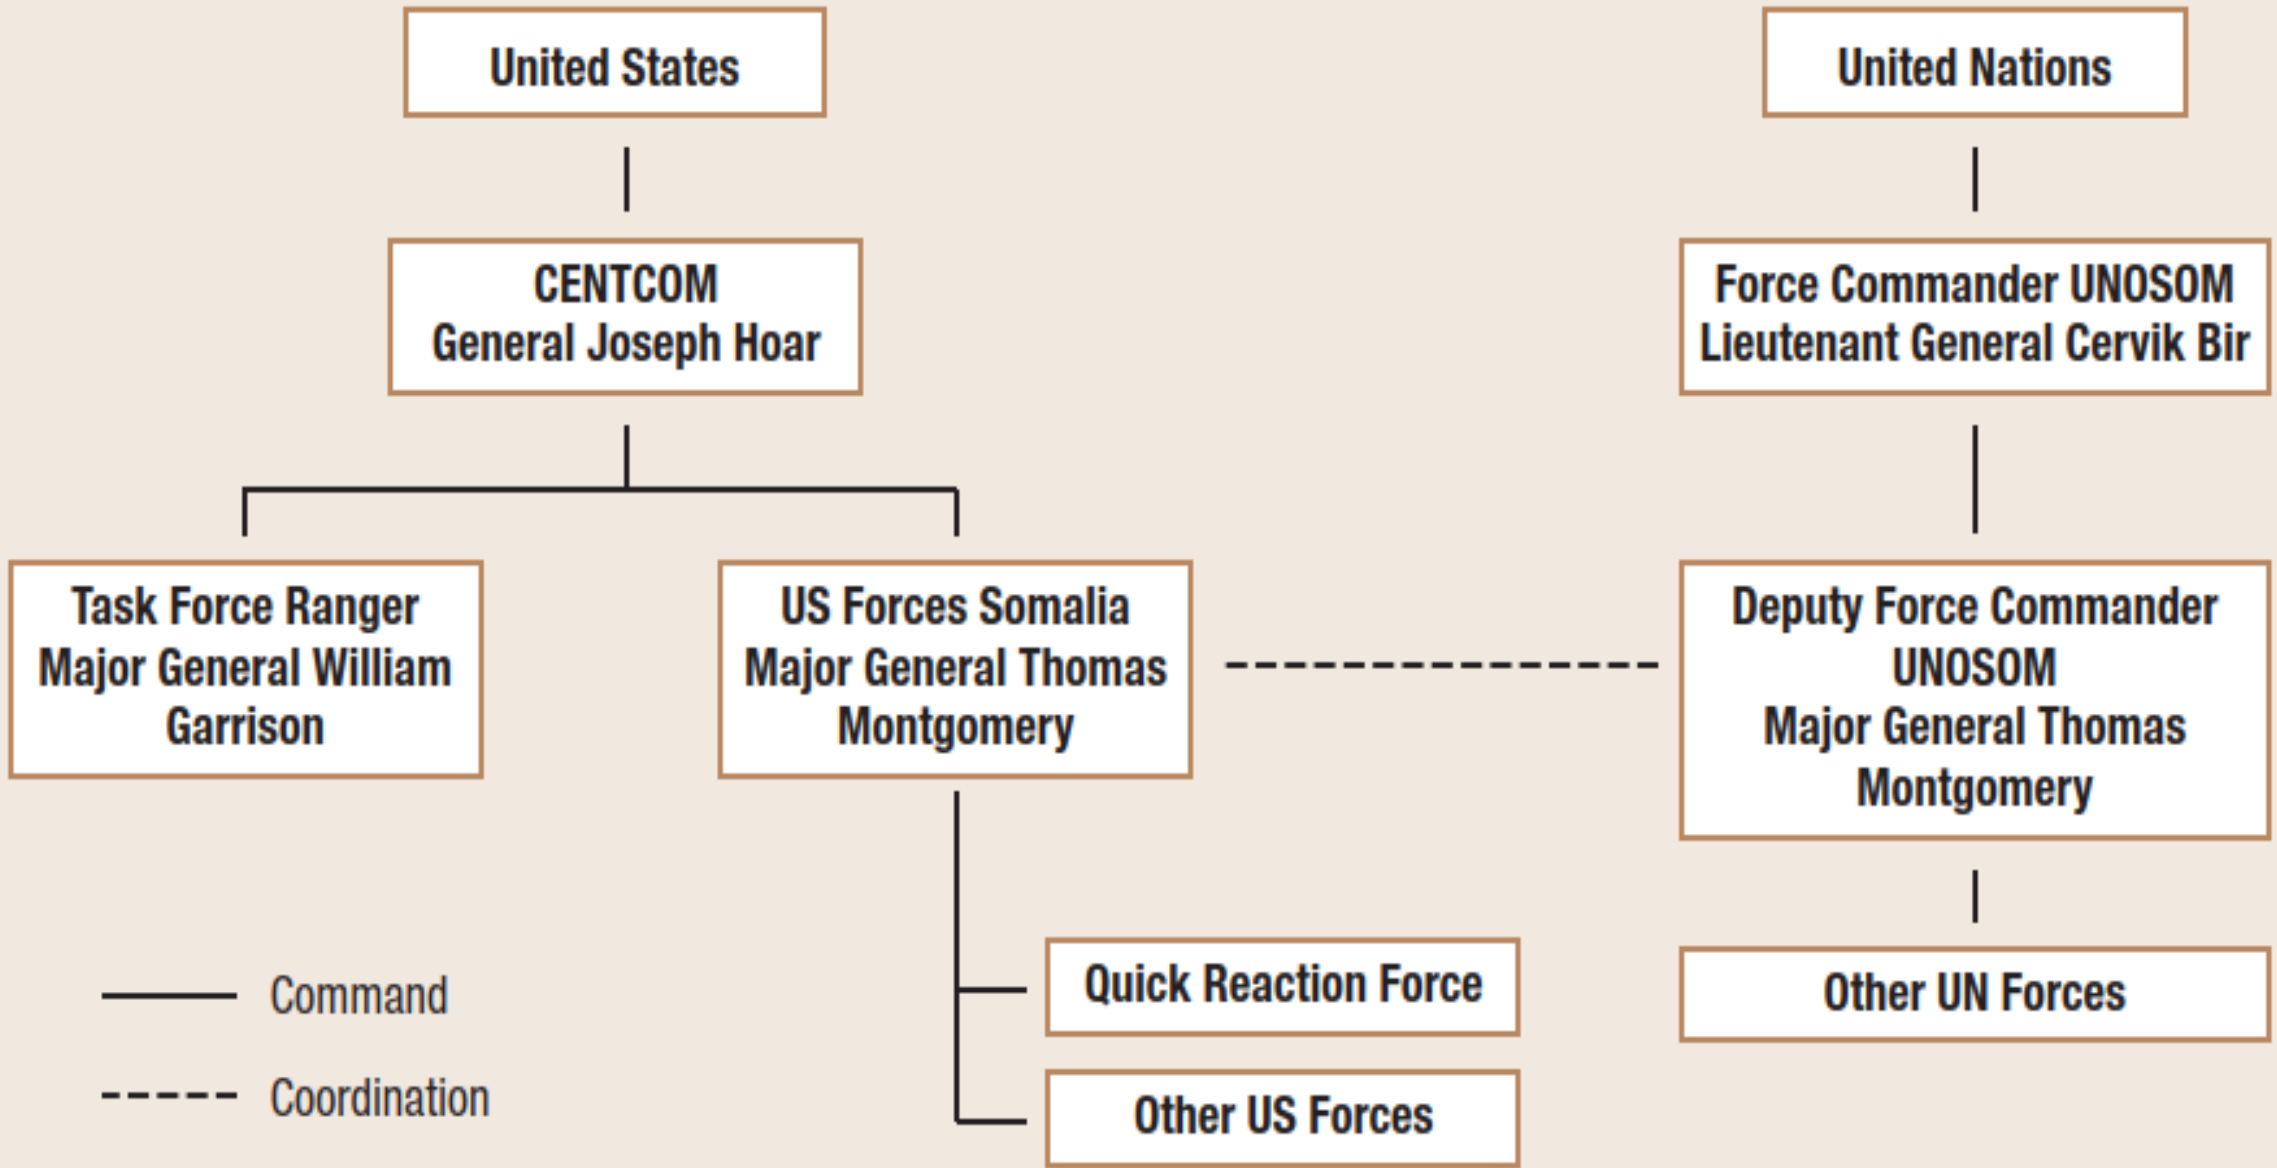 United States
United Nations
CENTCOM
General Joseph Hoar
Force Commander UNOSOM
Lieutenant General Cervik Bir
Task Force Ranger
Major General William
Garrison
US Forces Somalia
Major General Thomas
Montgomery
Deputy Force Commander
UNOSOM
Major General Thomas
Montgomery
Quick Reaction Force
Other US Forces
Other UN Forces
Command
Coordination